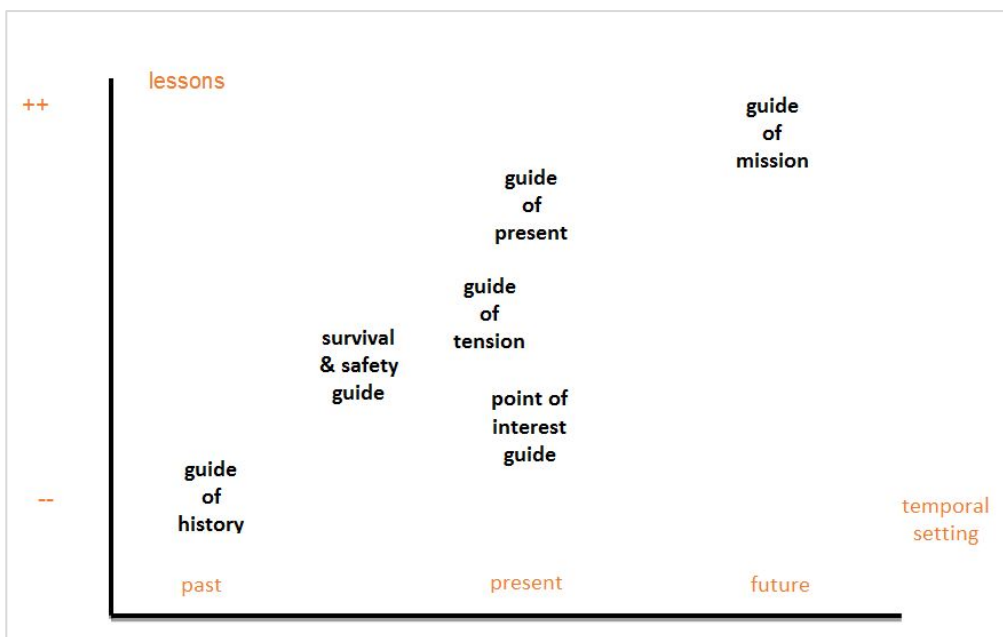 lessons
++
guide
of
mission
guide
of
present
guide
of
tension
survival
& safety
guide
point of
interest
guide
guide
of
history
--
temporal
setting
past
present
future